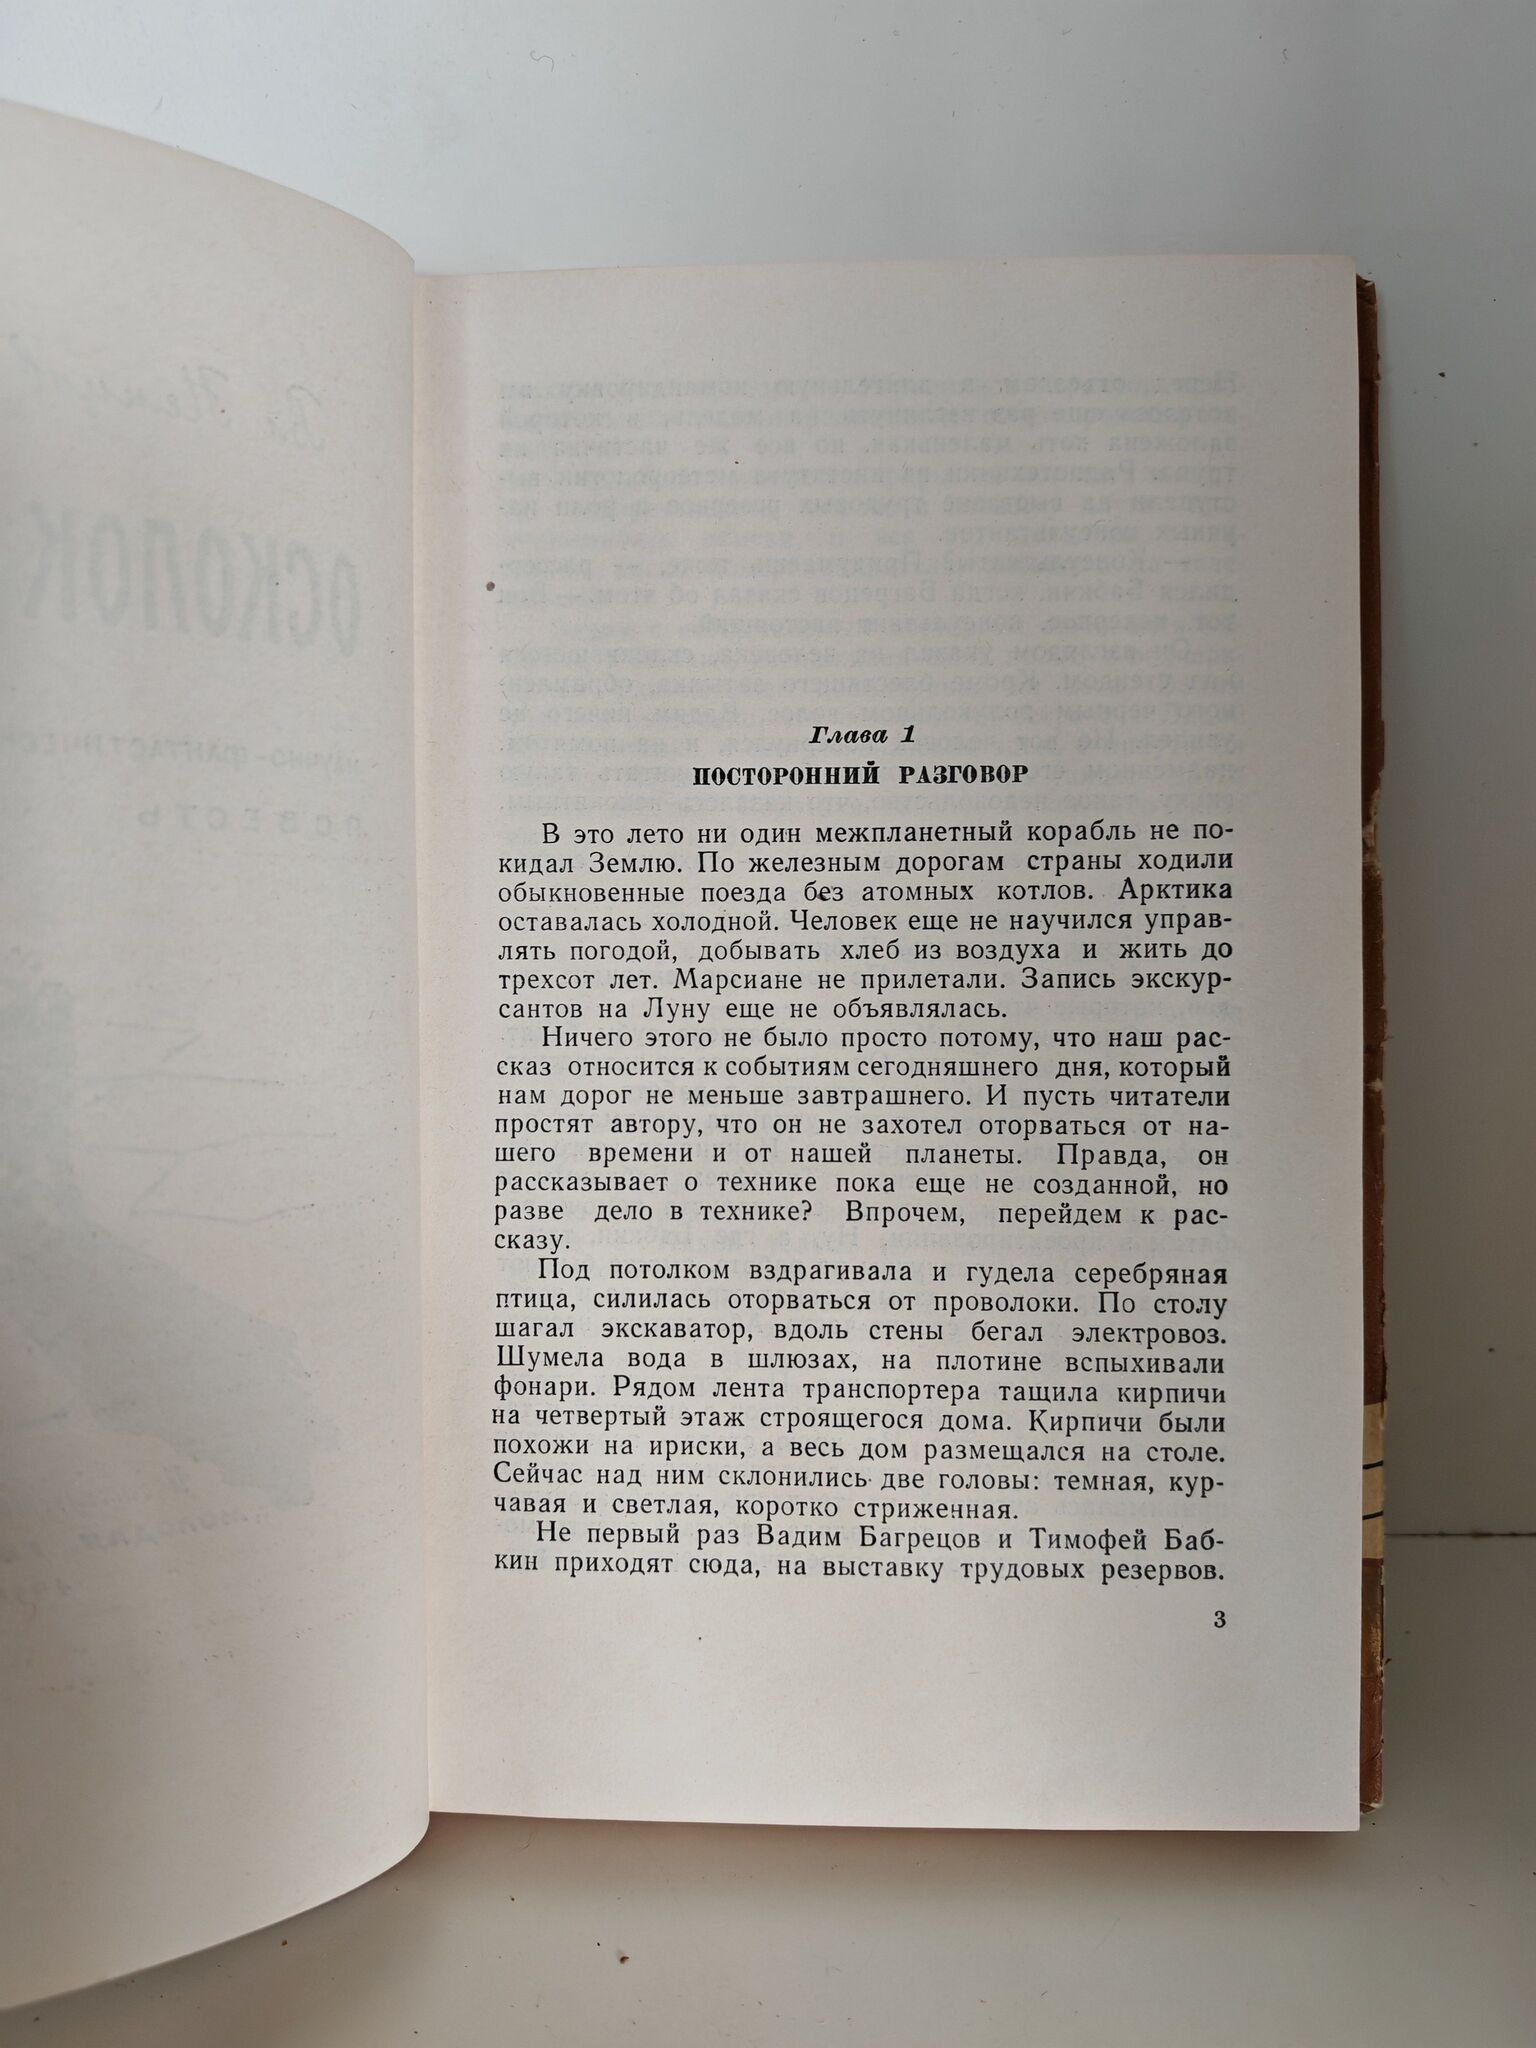 Глава 1
ПОСТОРОННИЙ РАЗГОВОР
В это лето ни один межпланетный корабль не по-
кидал Землю. По железным дорогам страны ходили
обыкновенные поезда без атомных котлов. Арктика
оставалась холодной. Человек еще не научился управ-
лять погодой, добывать хлеб из воздуха и жить до
трехсот лет. Марсиане не прилетали. Запись экскур-
сантов на Луну еще не объявлялась.
Ничего этого не было просто потому, что наш рас-
сказ относится к событиям сегодняшнего дня, который
нам дорог не меньше завтрашнего. И пусть читатели
простят автору, что он не захотел оторваться от на-
шего времени и от нашей планеты. Правда, он
рассказывает о технике пока еще не созданной, но
разве дело в технике? Впрочем, перейдем к рас-
сказу.
Под потолком вздрагивала и гудела серебряная
птица, силилась оторваться от проволоки. По столу
шагал экскаватор, вдоль стены бегал электровоз.
Шумела вода в шлюзах, на плотине вспыхивали
фонари. Рядом лента транспортера тащила кирпичи
на четвертый этаж строящегося дома. Кирпичи были
похожи на ириски, а весь дом размещался на столе.
Сейчас над ним склонились две головы: темная, кур-
чавая и светлая, коротко стриженная.
Не первый раз Вадим Багрецов и Тимофей Баб-
кин приходят сюда, на выставку трудовых резервов.
3